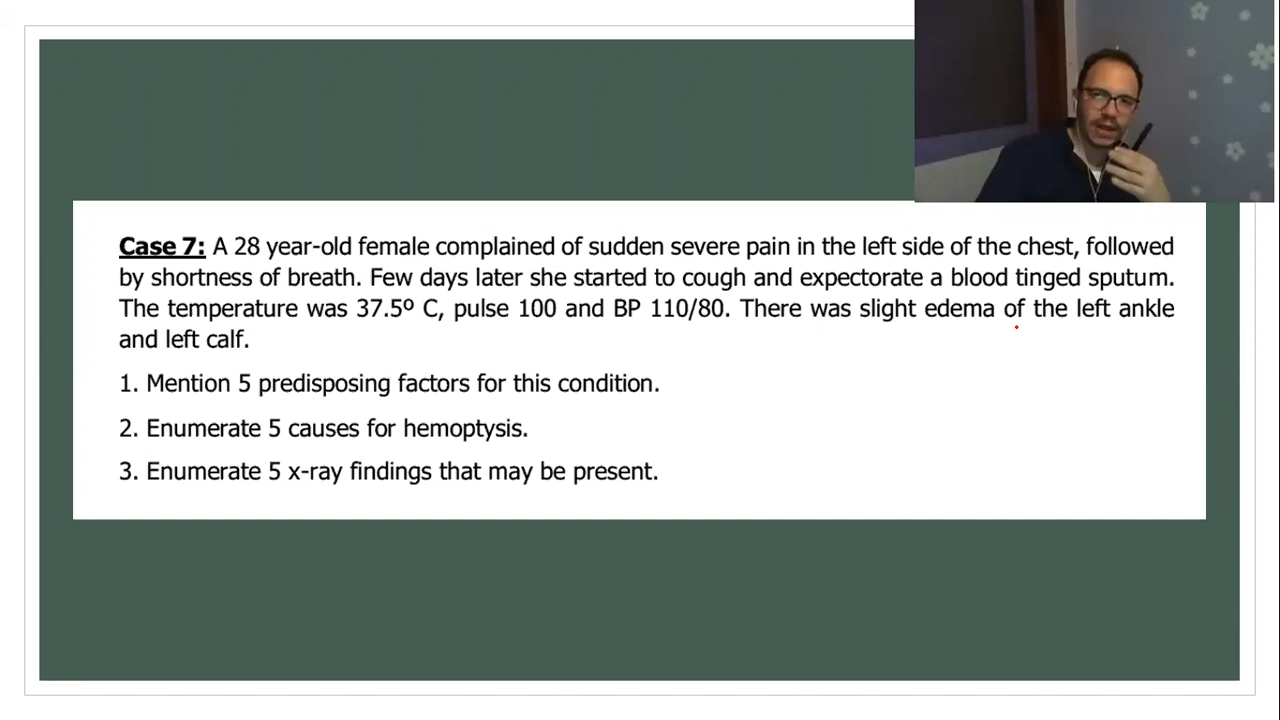 Case 7: A 28 year-old female complained of sudden severe pain in the left side of the chest, followed
by shortness of breath. Few days later she started to cough and expectorate a blood tinged sputum.
The temperature was 37.5º C, pulse 100 and BP 110/80. There was slight edema of the left ankle
and left calf.
1. Mention 5 predisposing factors for this condition.
2. Enumerate 5 causes for hemoptysis.
3. Enumerate 5 x-ray findings that may be present.